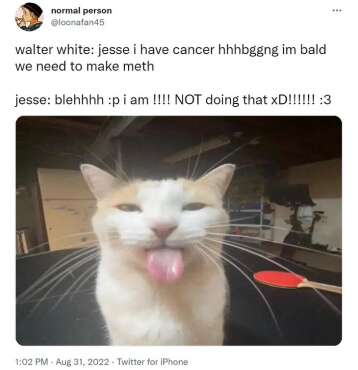 normal person
@loonafan45
walter white: jesse i have cancer hhhbggng im bald
we need to make meth
jesse: blehhhh :p i am !!!! NOT doing that xD!!!!!! :3
1:02 PM · Aug 31, 2022 · Twitter for iPhone